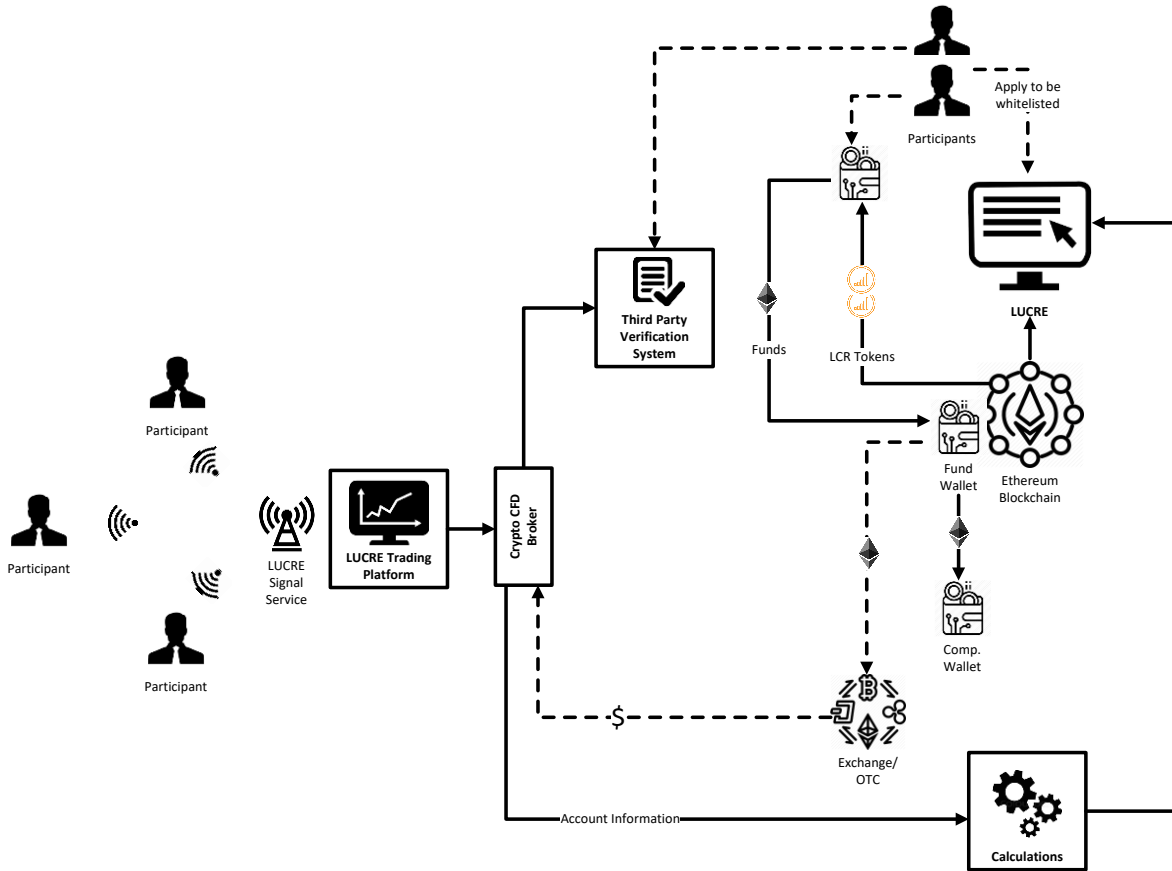 Apply to be
whitelisted
Participants
Third Party
Verification
System
Funds
LCR Tokens
LUCRE
Participant
Fund
Wallet
Ethereum
Blockchain
Participant
LUCRE
Signal
Service
LUCRE Trading
Platform
Crypto CFD
Broker
Participant
Comp.
Wallet
$
Exchange/
OTC
Account Information
Calculations